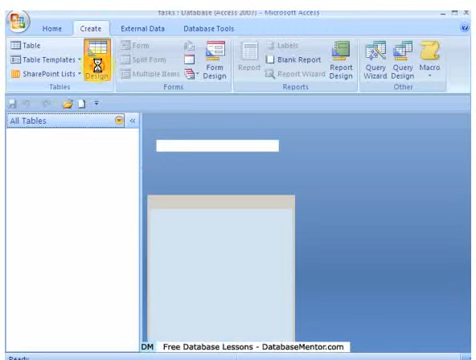 Tasks : Database (Access 2007) - Microsoft Access
Home Create External Data Database Tools
Table
Table Templates
SharePoint Lists
Design
Tables
Form
Split Form
Multiple Items
Form Design
Forms
Report
Labels
Blank Report
Report Wizard
Report Design
Reports
Query Wizard
Query Design
Macro
Other
All Tables
DM Free Database Lessons - DatabaseMentor.com
Ready